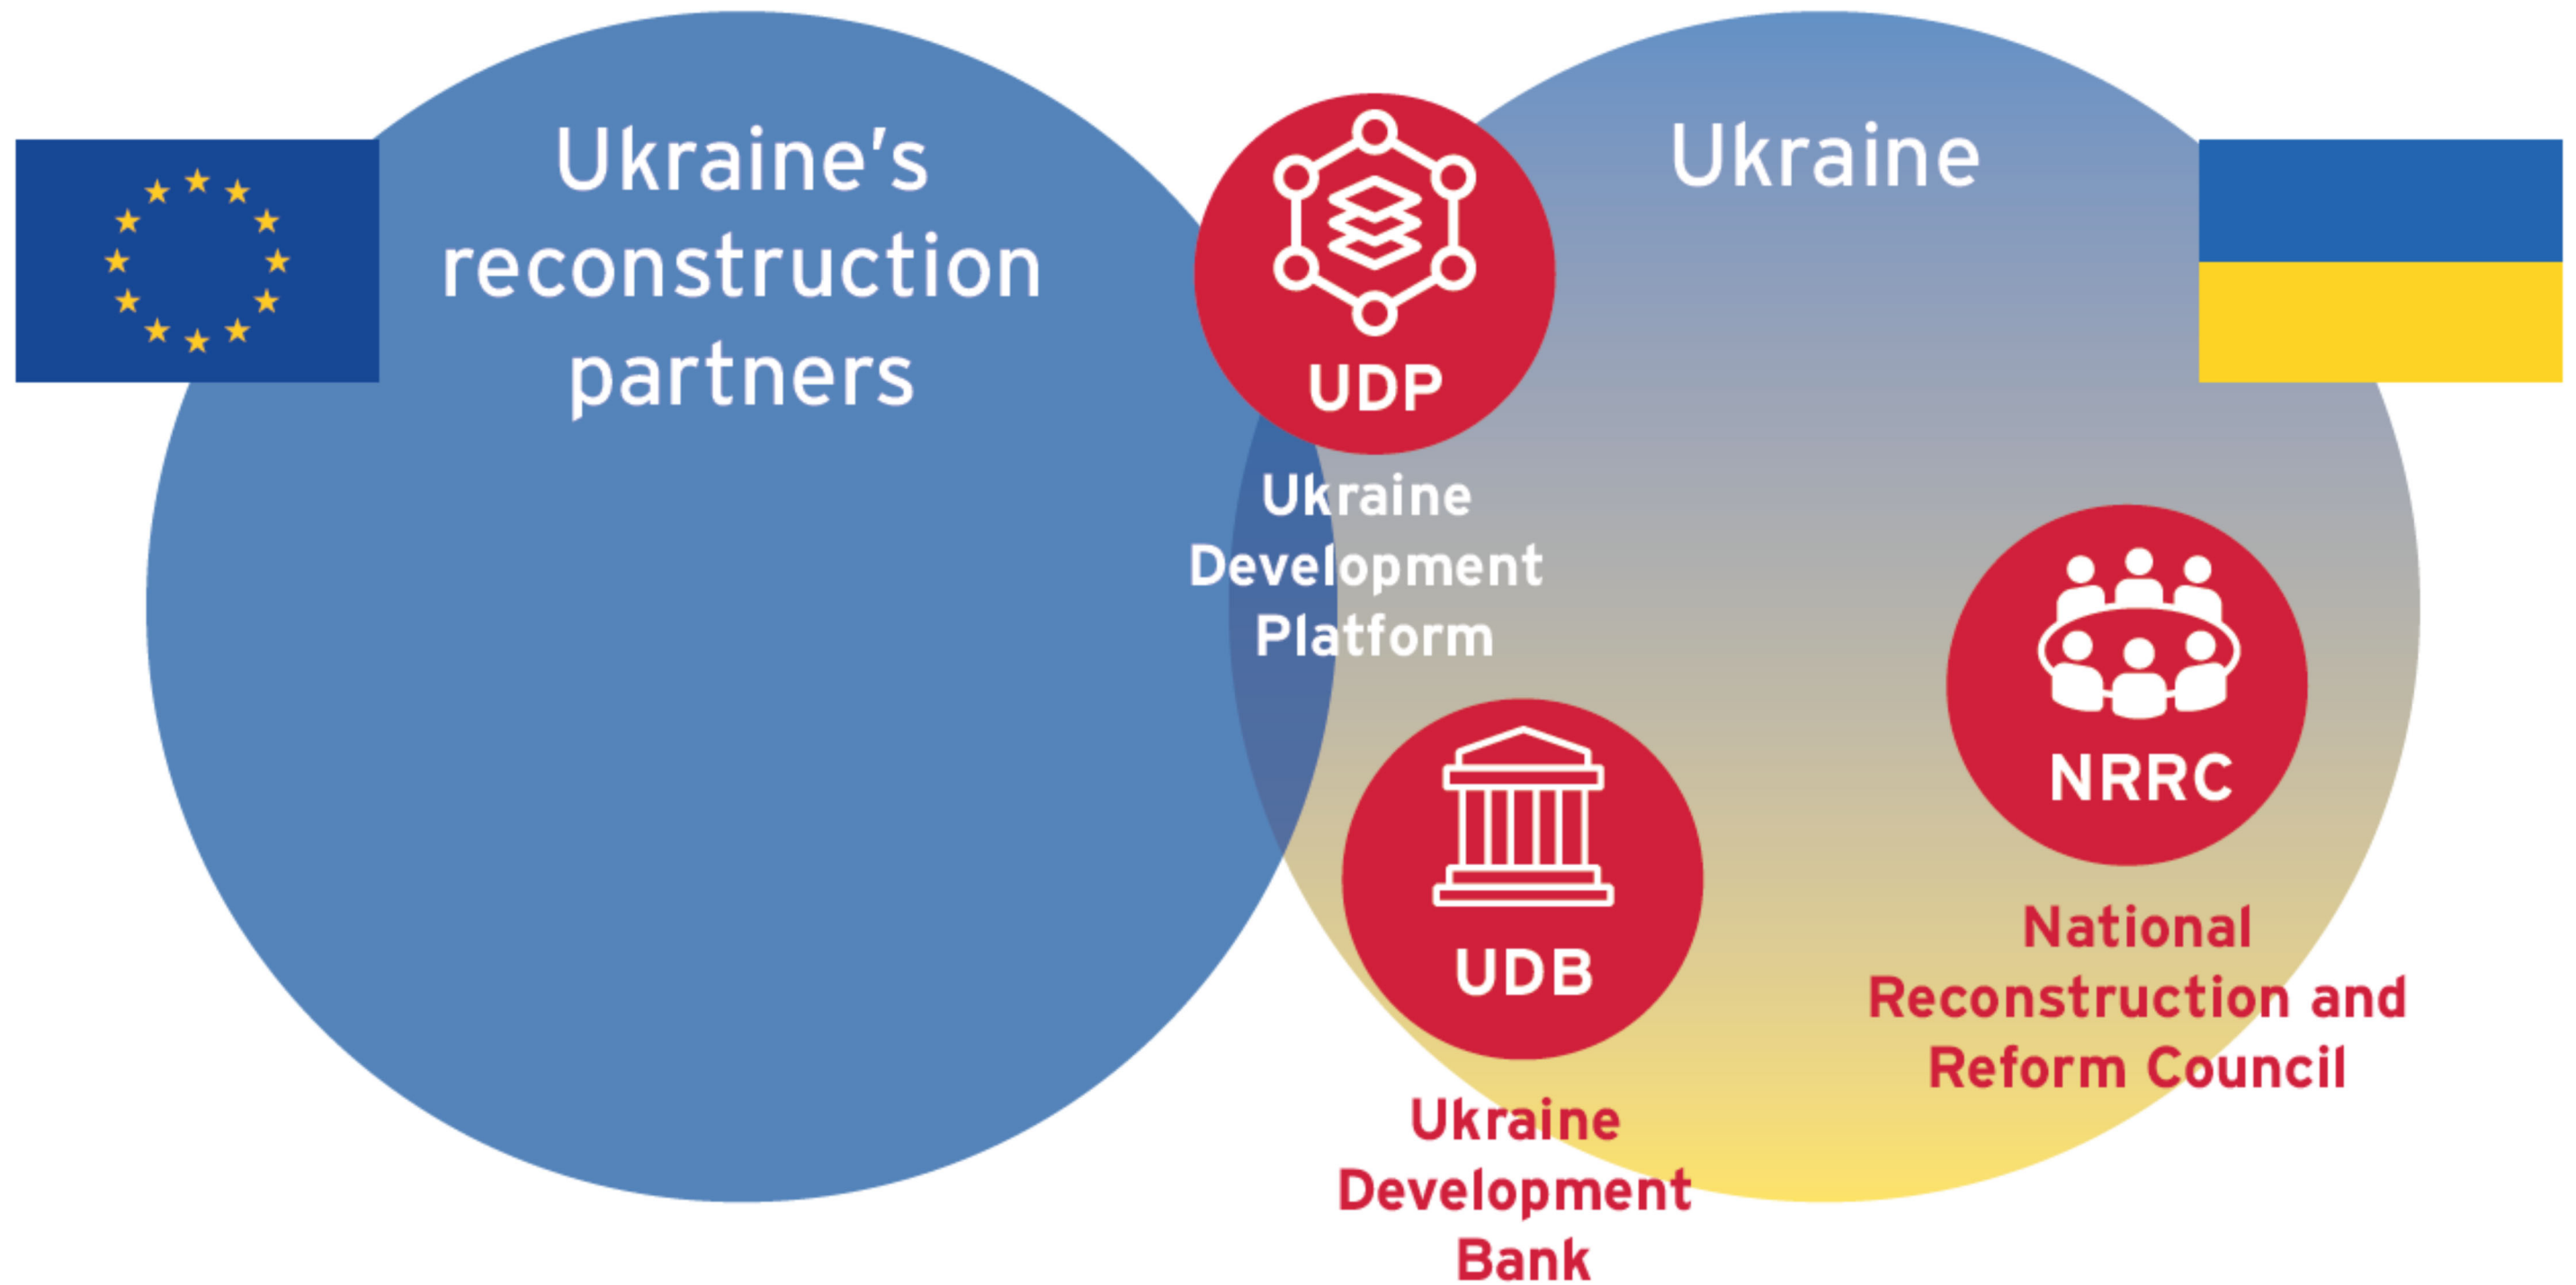 Ukraine's
reconstruction
partners
UDP
Ukraine
Development
Platform
Ukraine
UDB
Ukraine
Development
Bank
NRRC
National
Reconstruction and
Reform Council